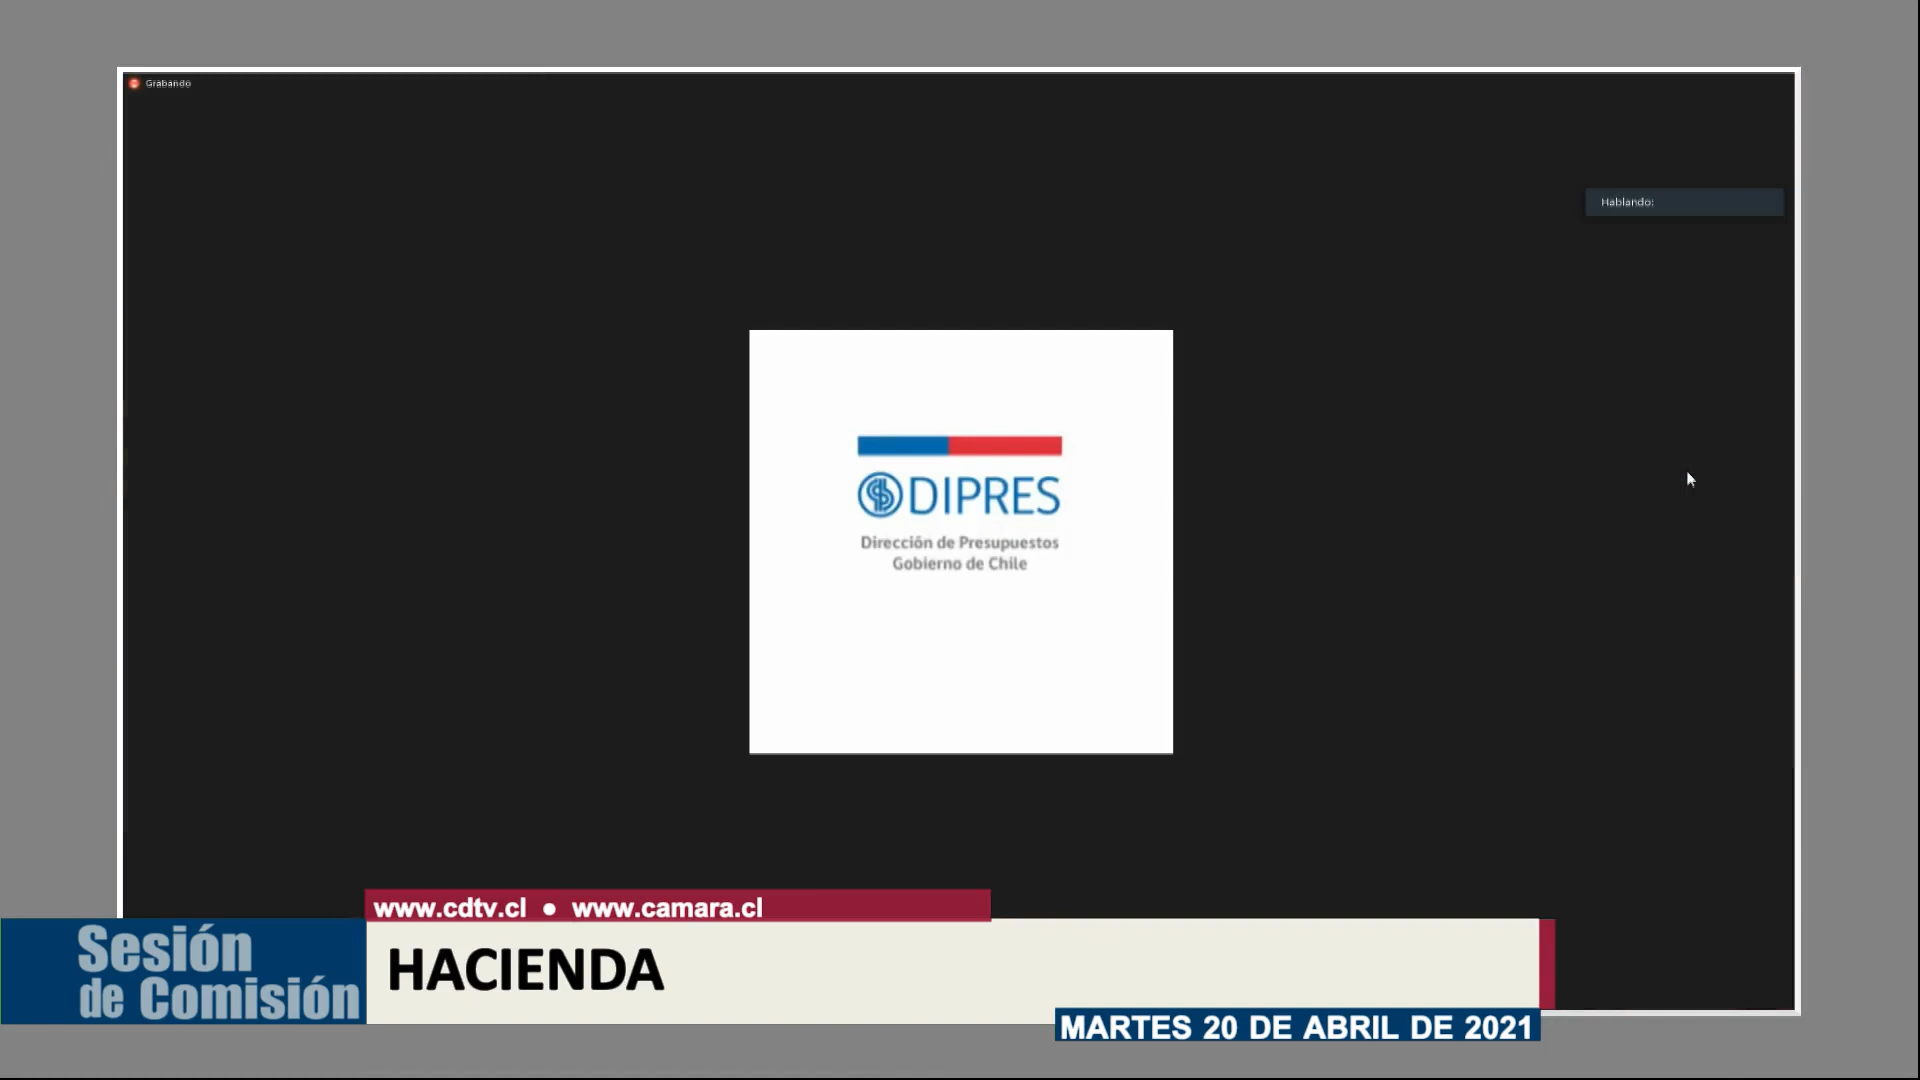 Grabando
Hablando:
DIPRES
Dirección de Presupuestos
Gobierno de Chile
www.cdtv.cl ● www.camara.cl
Sesión
de Comisión
HACIENDA
MARTES 20 DE ABRIL DE 2021